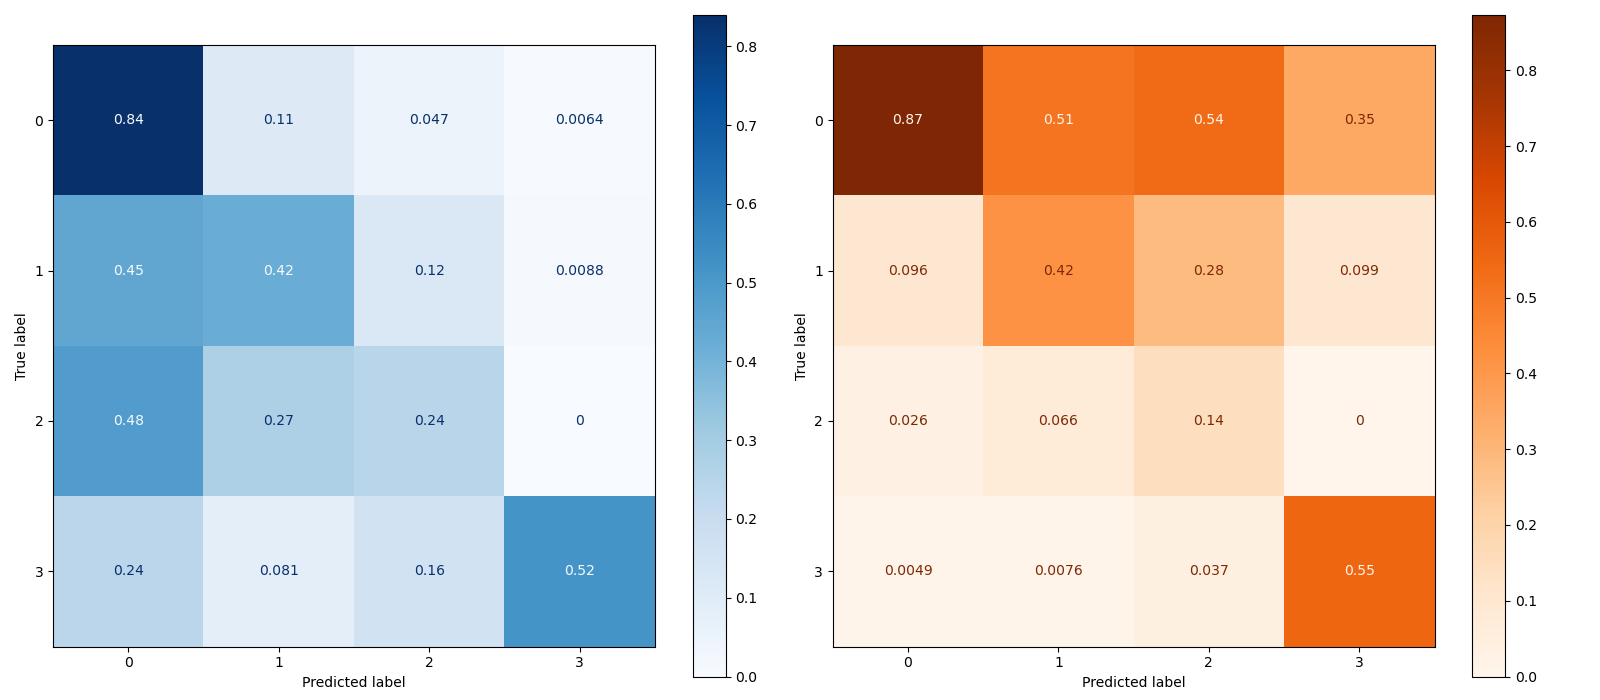 0.84 0.11 0.047 0.0064
0.45 0.42 0.12 0.0088
0.48 0.27 0.24 0
0.24 0.081 0.16 0.52
0
1
2
3
True label
0 1 2 3
Predicted label
0.8
0.7
0.6
0.5
0.4
0.3
0.2
0.1
0.0
0.87 0.51 0.54 0.35
0.096 0.42 0.28 0.099
0.026 0.066 0.14 0
0.0049 0.0076 0.037 0.55
0
1
2
3
True label
0 1 2 3
Predicted label
0.8
0.7
0.6
0.5
0.4
0.3
0.2
0.1
0.0